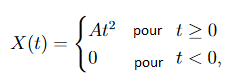 X(t) = { At² pour t ≥ 0
0 pour t < 0,